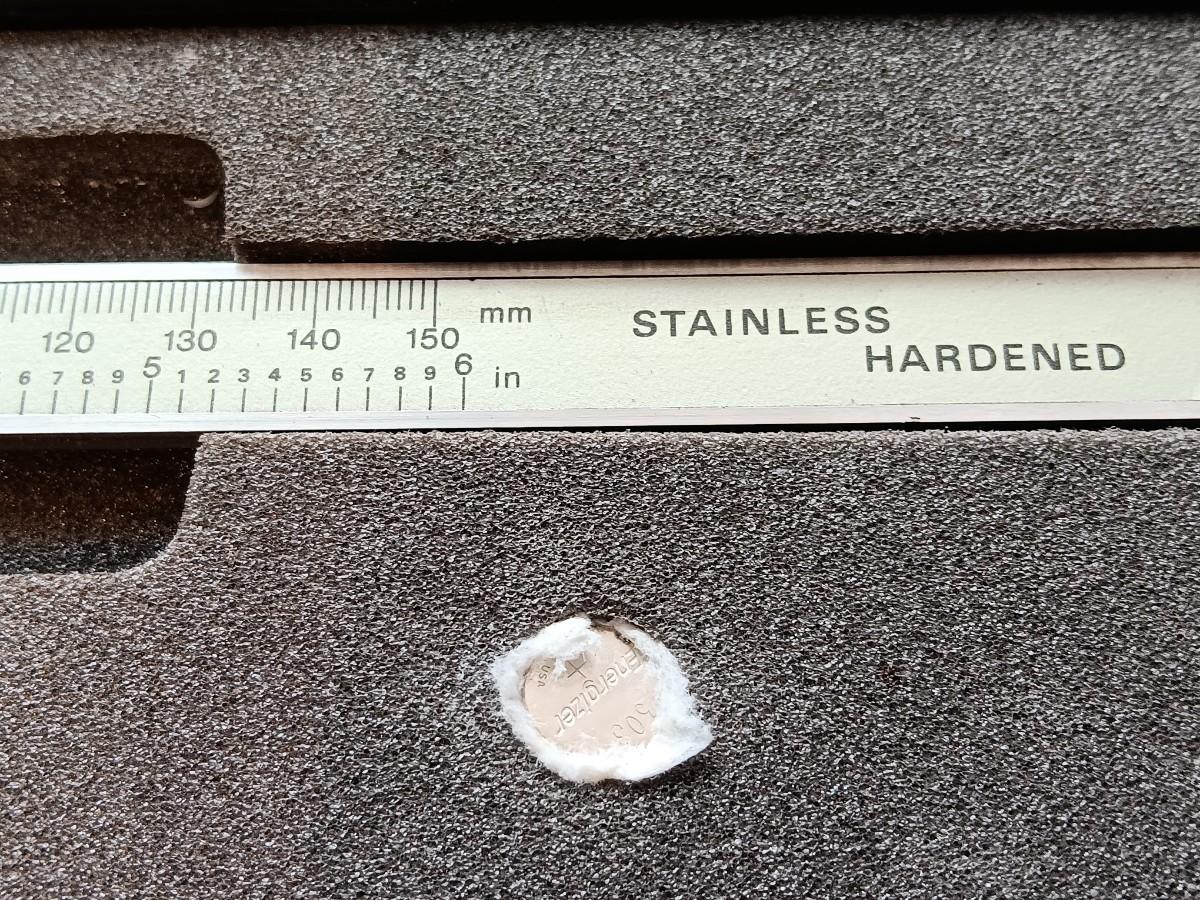 120 130 140 150 mm
6 7 8 9 5 1 2 3 4 5 6 7 8 9 6 in
STAINLESS
HARDENED
USA
Energizer